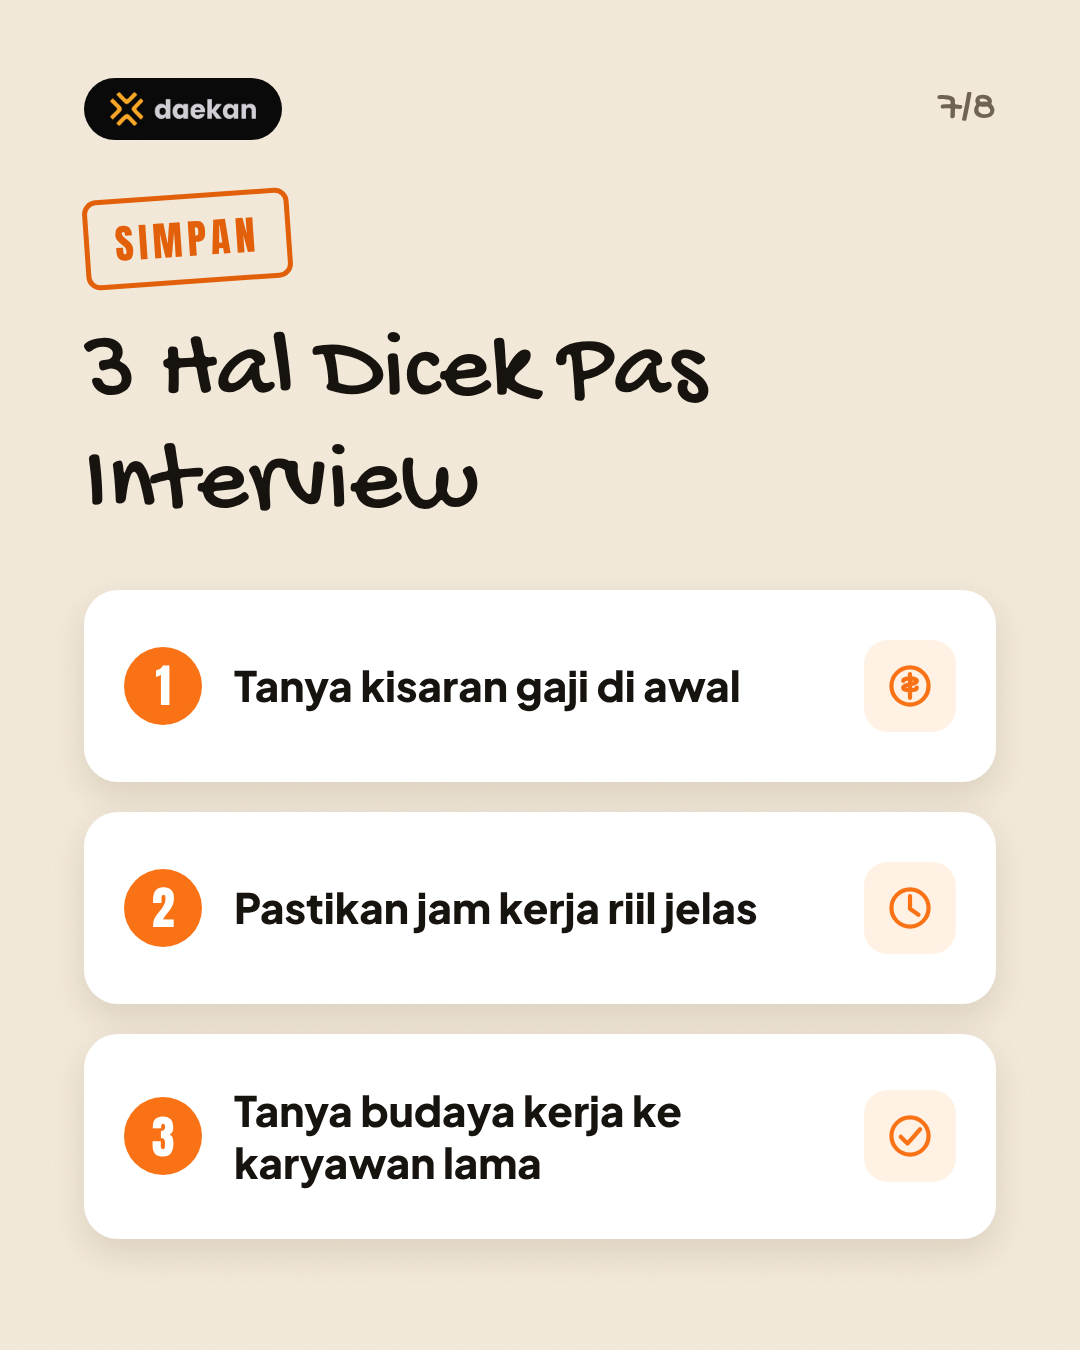 daekan
7/8
SIMPAN
3 Hal Dicek Pas
Interview
1
Tanya kisaran gaji di awal
2
Pastikan jam kerja riil jelas
3
Tanya budaya kerja ke
karyawan lama